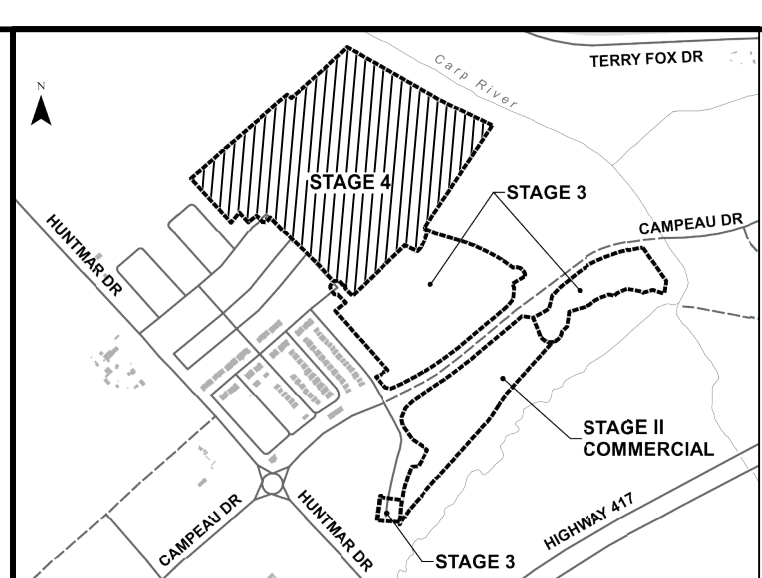 TERRY FOX DR
Carp River
N
STAGE 4
STAGE 3
CAMPEAU DR
HUNTMAR DR
STAGE II
COMMERCIAL
HIGHWAY 417
CAMPEAU DR
HUNTMAR DR
STAGE 3